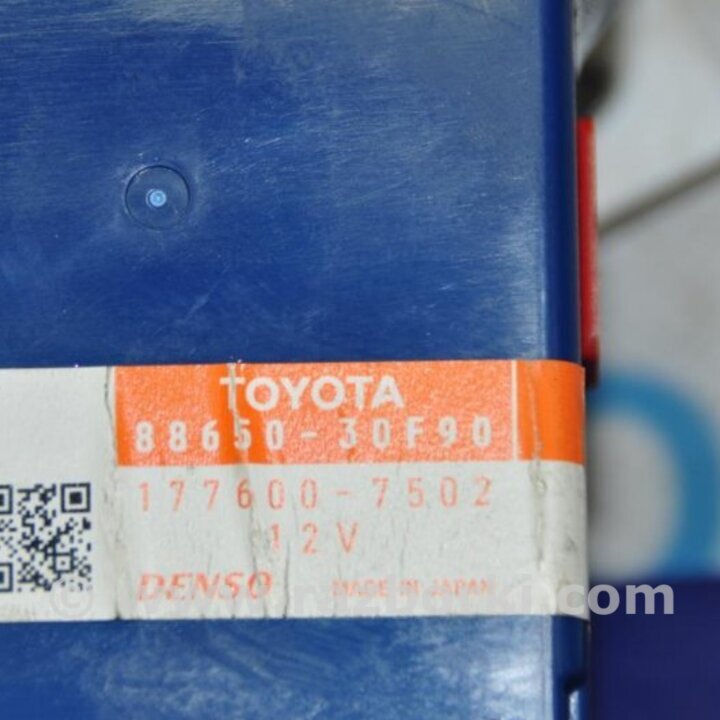 TOYOTA
88650-30F90
177600-7502
12V
DENSO MADE IN JAPAN